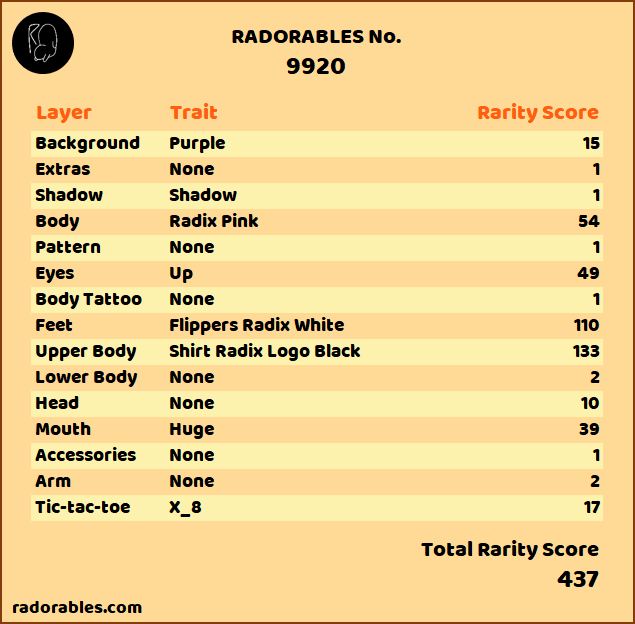 RADORABLES No.
9920
Layer Trait Rarity Score
Background Purple 15
Extras None 1
Shadow Shadow 1
Body Radix Pink 54
Pattern None 1
Eyes Up 49
Body Tattoo None 1
Feet Flippers Radix White 110
Upper Body Shirt Radix Logo Black 133
Lower Body None 2
Head None 10
Mouth Huge 39
Accessories None 1
Arm None 2
Tic-tac-toe X_8 17
Total Rarity Score
437
radorables.com